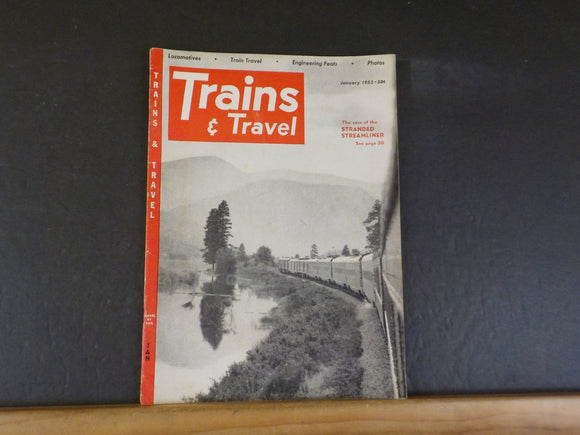 Locomotives • Train Travel • Engineering Feats • Photos
Trains
& Travel
January 1953 • 50¢
The case of the
STRANDED
STREAMLINER
See page 50
TRAINS & TRAVEL
JAN